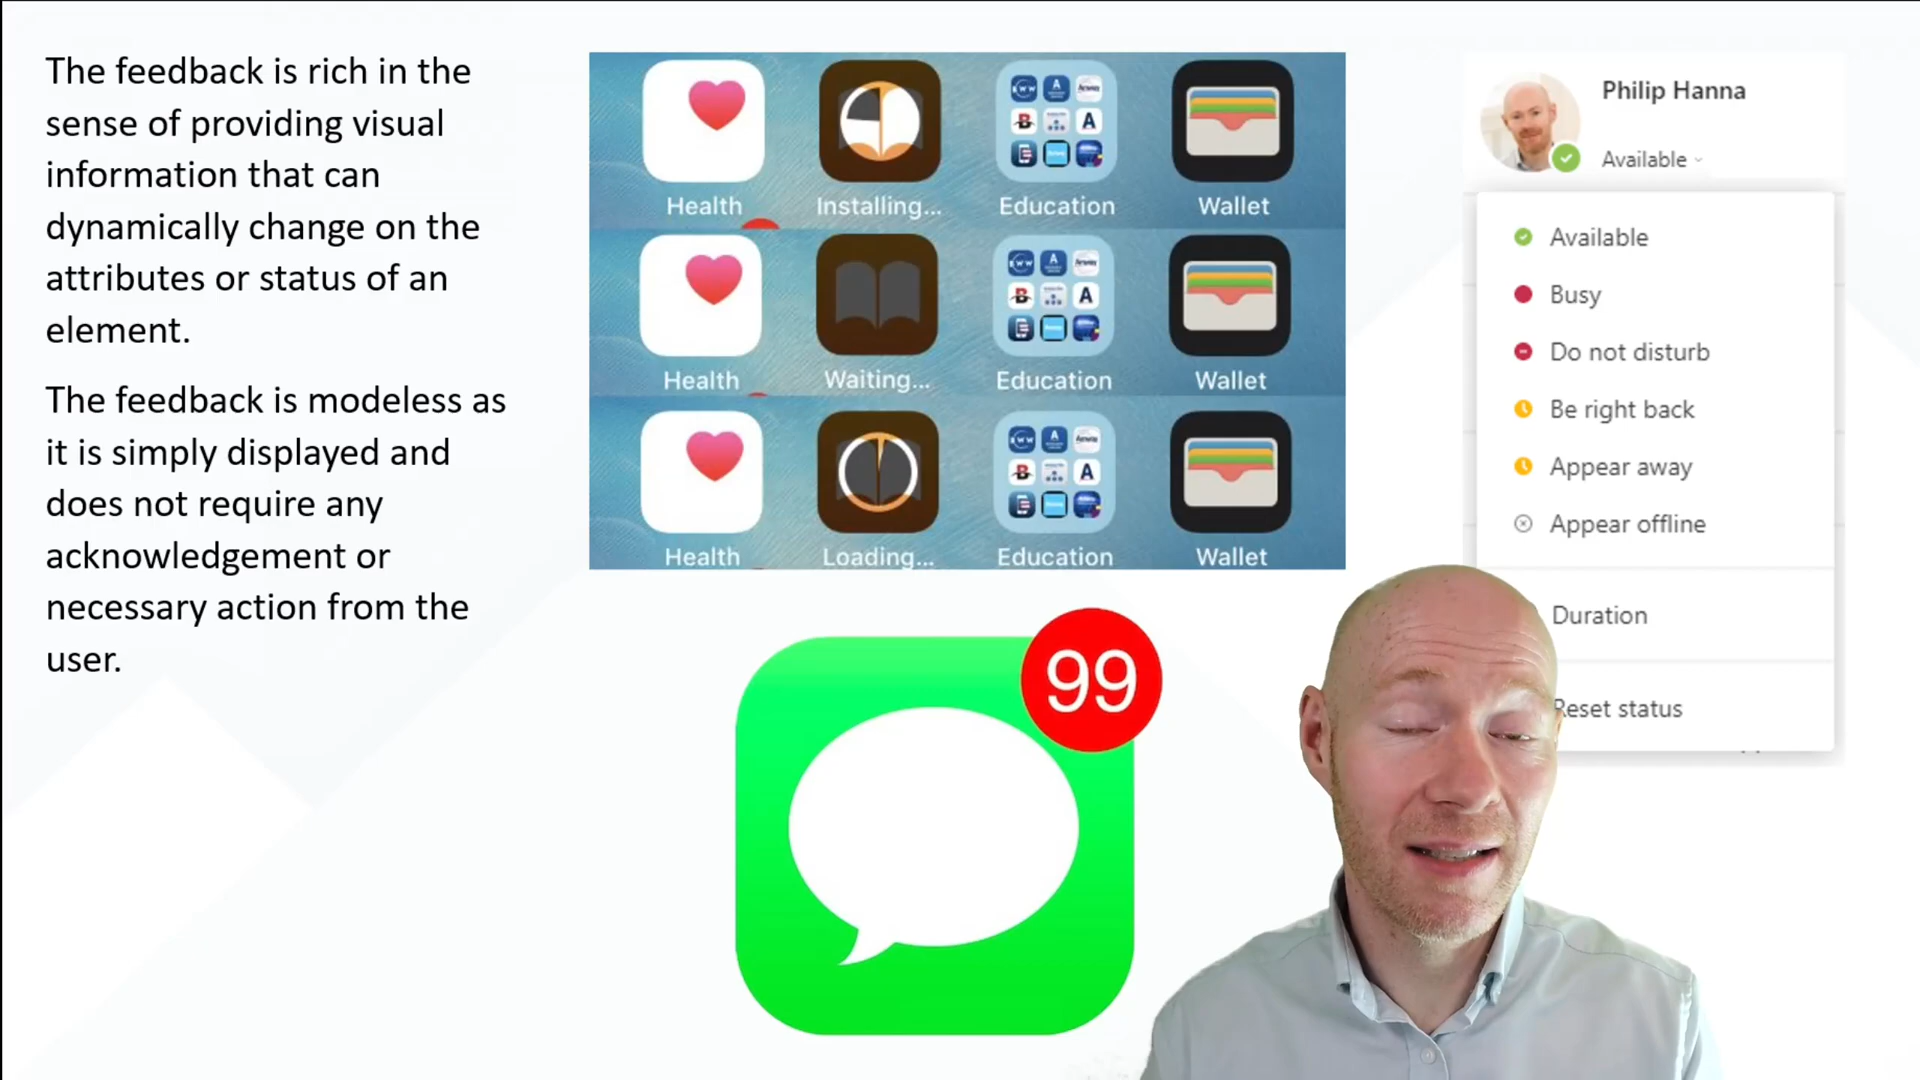 The feedback is rich in the
sense of providing visual
information that can
dynamically change on the
attributes or status of an
element.
The feedback is modeless as
it is simply displayed and
does not require any
acknowledgement or
necessary action from the
user.
Health Installing... Education Wallet
Health Waiting... Education Wallet
Health Loading... Education Wallet
99
Philip Hanna
Available
Available
Busy
Do not disturb
Be right back
Appear away
Appear offline
Duration
Reset status